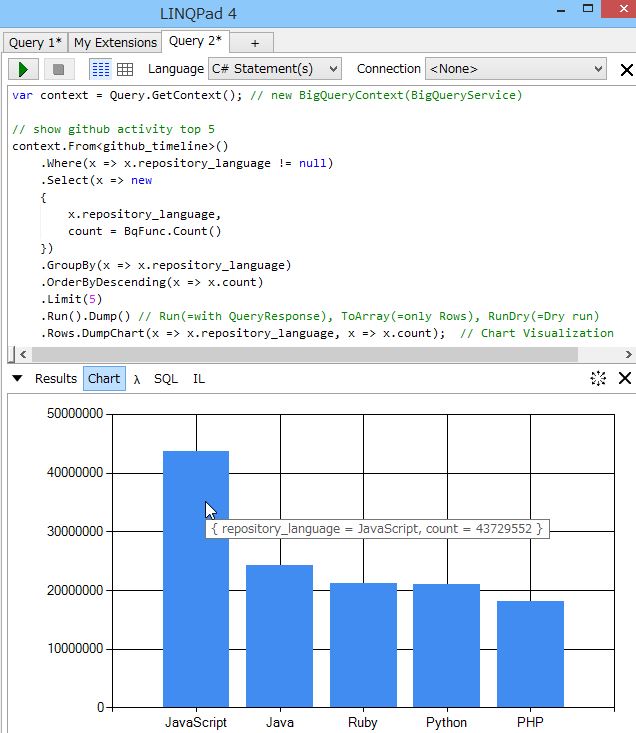 LINQPad 4
Query 1* My Extensions Query 2* +
Language C# Statement(s) Connection <None>
var context = Query.GetContext(); // new BigQueryContext(BigQueryService)
// show github activity top 5
context.From<github_timeline>()
.Where(x => x.repository_language != null)
.Select(x => new
{
x.repository_language,
count = BqFunc.Count()
})
.GroupBy(x => x.repository_language)
.OrderByDescending(x => x.count)
.Limit(5)
.Run().Dump() // Run(=with QueryResponse), ToArray(=only Rows), RunDry(=Dry run)
.Rows.DumpChart(x => x.repository_language, x => x.count);  // Chart Visualization
Results Chart λ SQL IL
50000000
40000000
30000000
{ repository_language = JavaScript, count = 43729552 }
20000000
10000000
0
JavaScript Java Ruby Python PHP